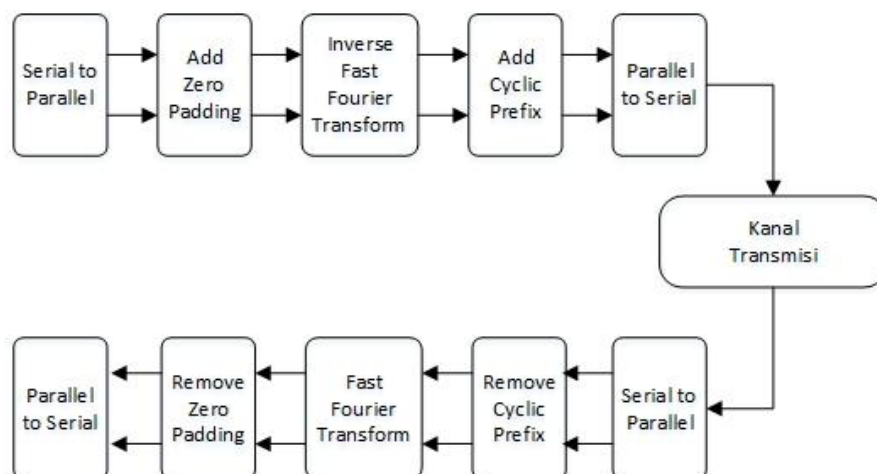 Serial to
Parallel
Add
Zero
Padding
Inverse
Fast
Fourier
Transform
Add
Cyclic
Prefix
Parallel
to Serial
Kanal
Transmisi
Parallel
to Serial
Remove
Zero
Padding
Fast
Fourier
Transform
Remove
Cyclic
Prefix
Serial to
Parallel